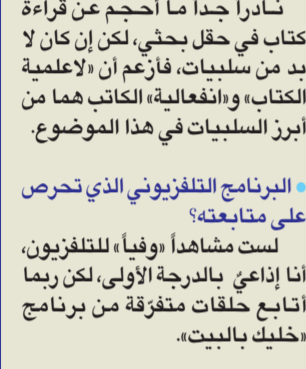 نادراً جداً ما أحجم عن قراءة
كتاب في حقل بحثي، لكن إن كان لا
بد من سلبيات، فأزعم أن «لاعلمية
الكتاب» و«انفعالية» الكاتب هما من
أبرز السلبيات في هذا الموضوع.
• البرنامج التلفزيوني الذي تحرص
على متابعته؟
لست مشاهداً «وفياً» للتلفزيون،
أنا إذاعيٌ بالدرجة الأولى، لكن ربما
أتابع حلقات متفرّقة من برنامج
«خليك بالبيت».